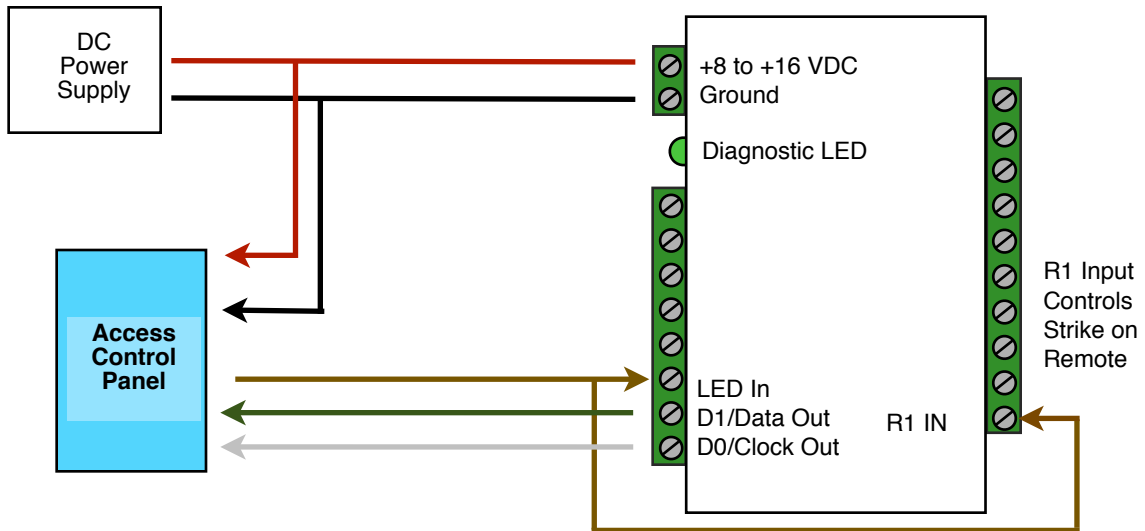 DC
Power
Supply
+8 to +16 VDC
Ground
Diagnostic LED
Access
Control
Panel
LED In
D1/Data Out
D0/Clock Out
R1 IN
R1 Input
Controls
Strike on
Remote